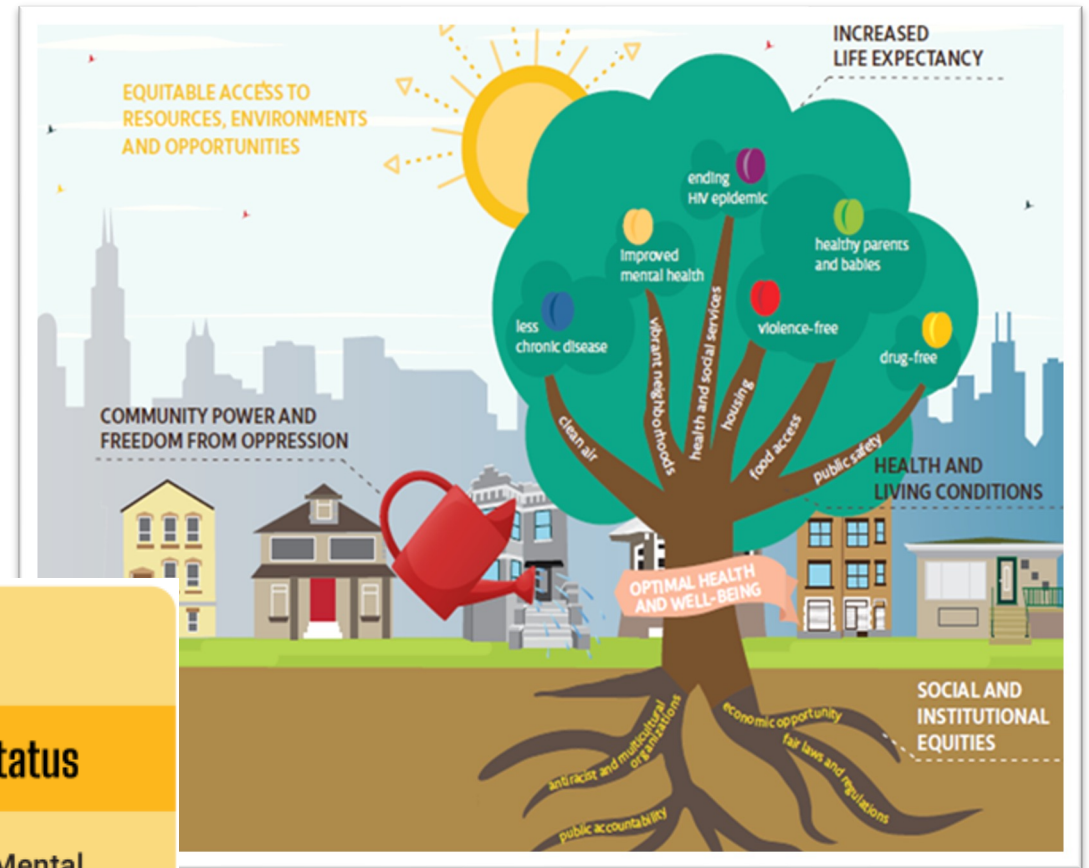 INCREASED
LIFE EXPECTANCY
EQUITABLE ACCESS TO
RESOURCES, ENVIRONMENTS
AND OPPORTUNITIES
ending
HIV epidemic
improved
mental health
healthy parents
and babies
less
chronic disease
violence-free
drug-free
clean air
vibrant neighborhoods
health and social services
housing
food access
public safety
COMMUNITY POWER AND
FREEDOM FROM OPPRESSION
HEALTH AND
LIVING CONDITIONS
OPTIMAL HEALTH
AND WELL-BEING
SOCIAL AND
INSTITUTIONAL
EQUITIES
antiracist and multicultural
organizations
public accountability
economic opportunity
fair laws and regulations
tatus
Mental